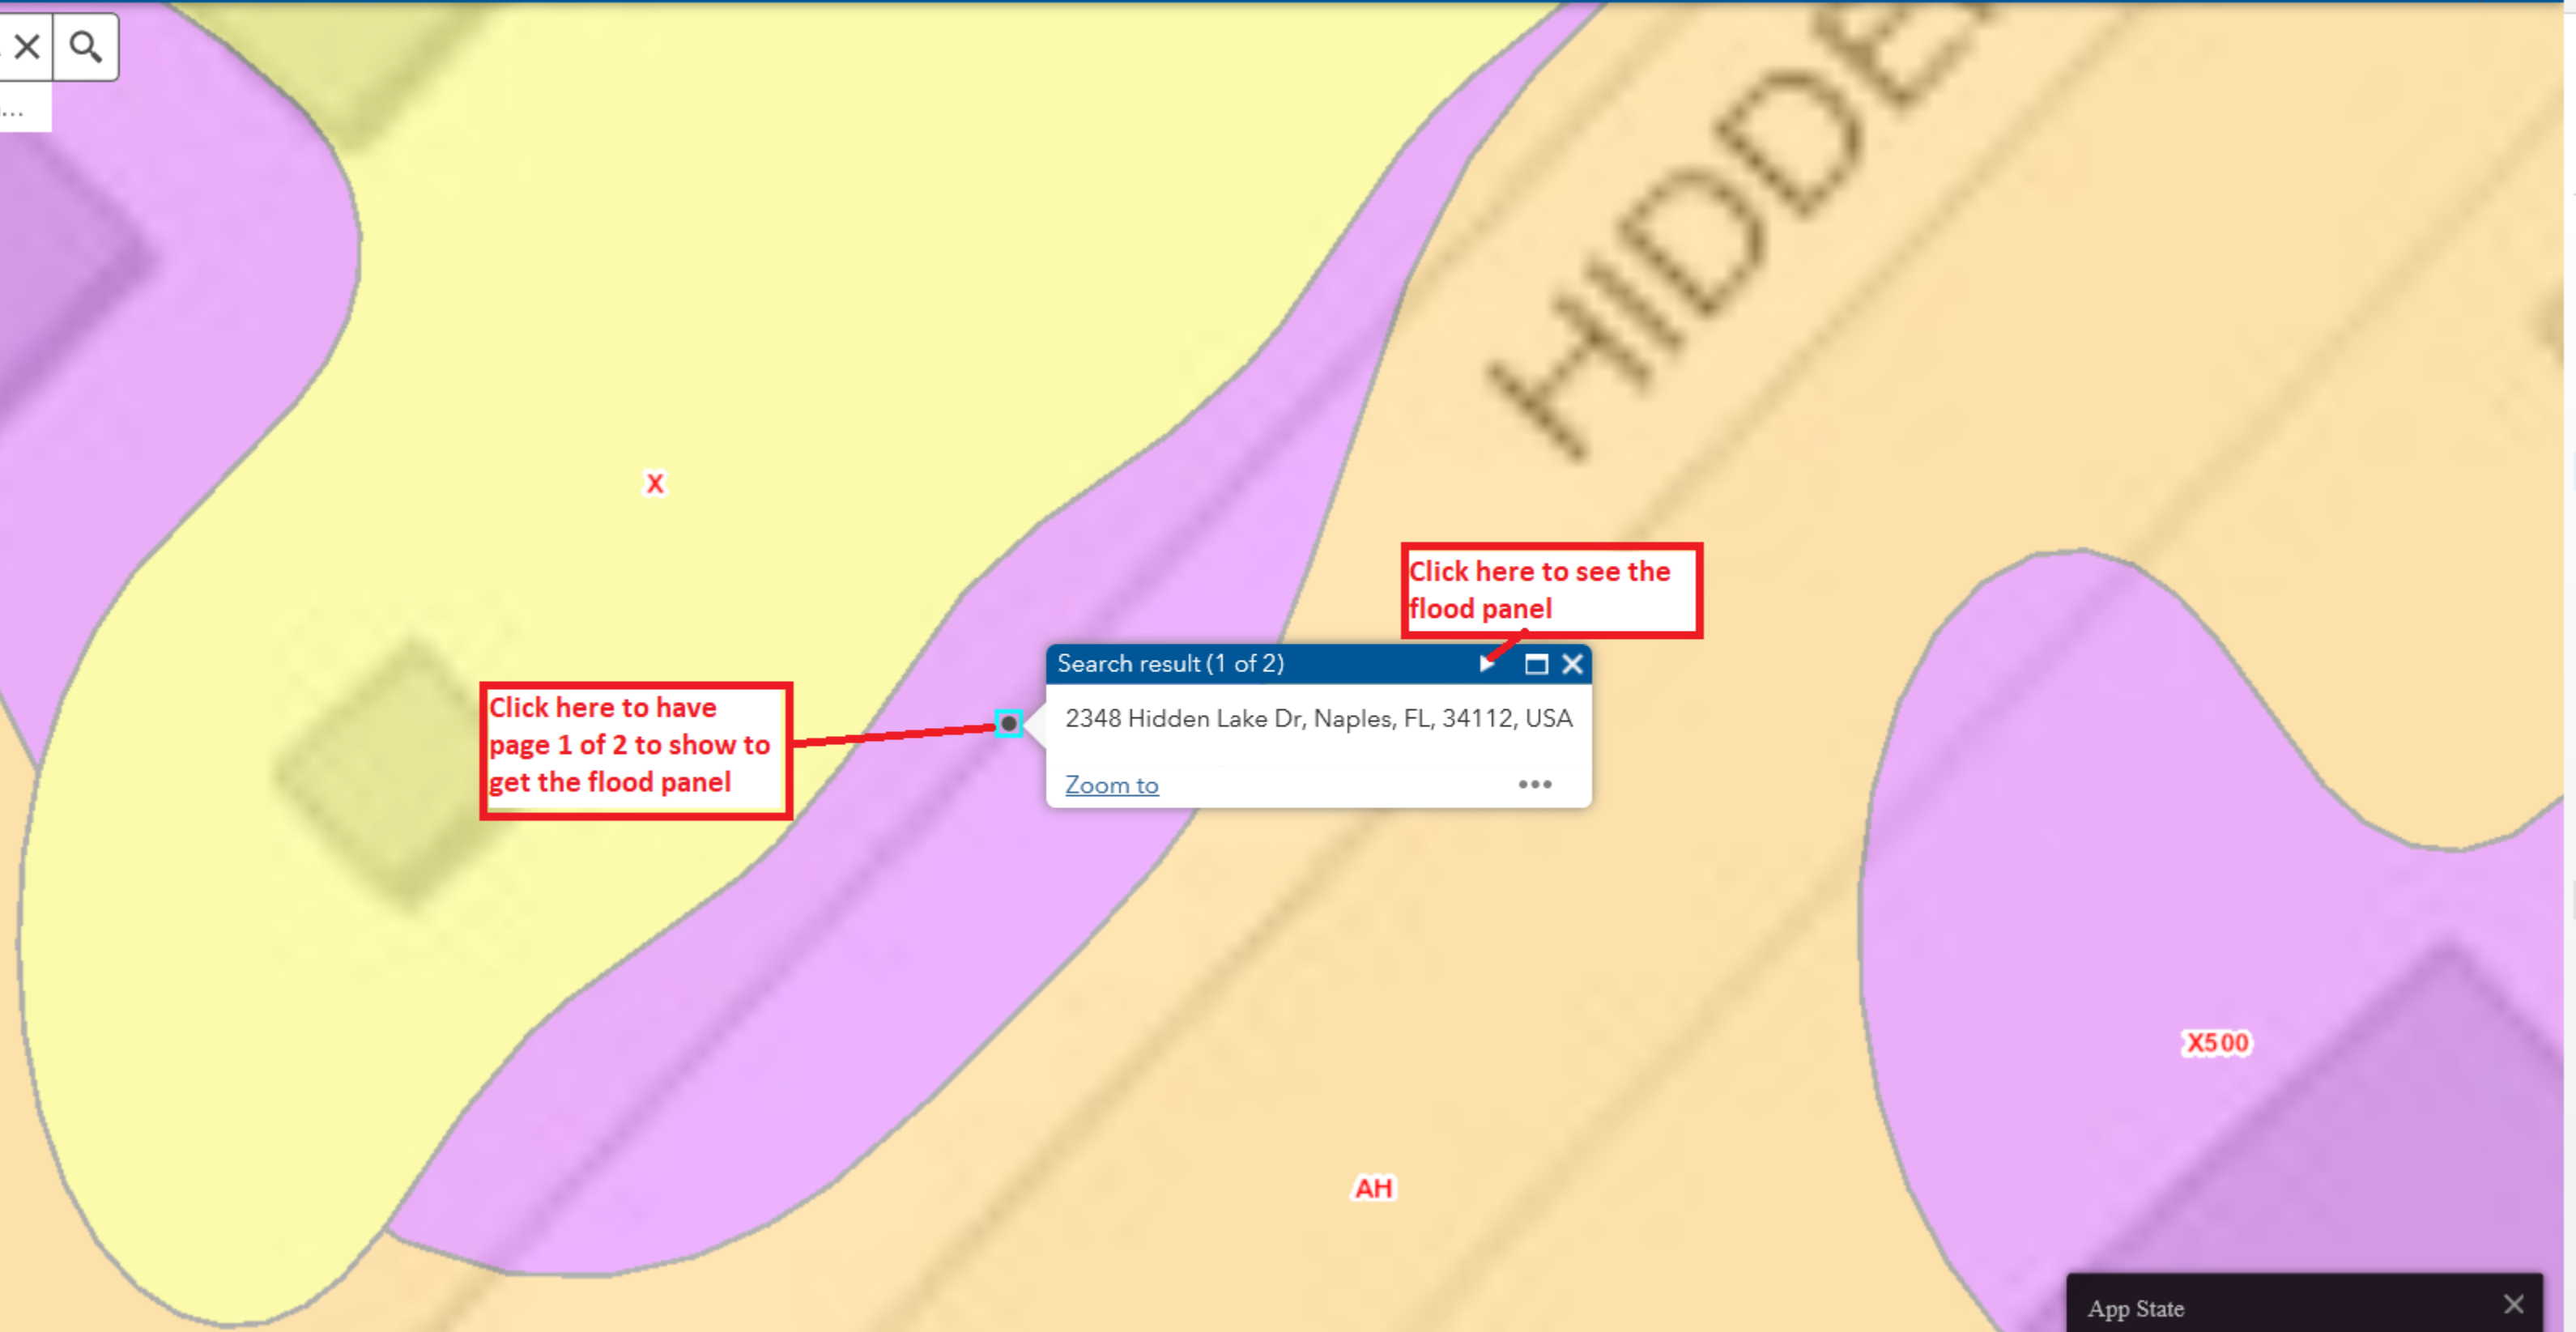 ...
HIDDE
X
Click here to see the
flood panel
Search result (1 of 2)
Click here to have
page 1 of 2 to show to
get the flood panel
2348 Hidden Lake Dr, Naples, FL, 34112, USA
Zoom to
X500
AH
App State